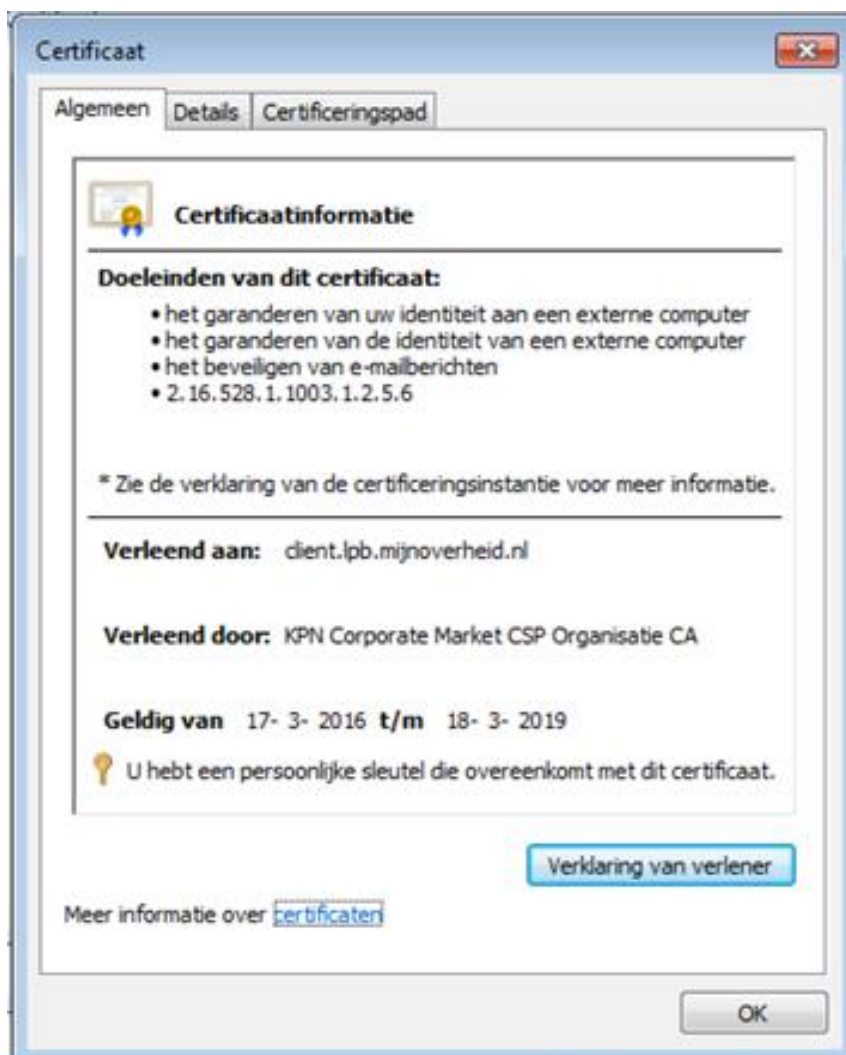 Certificaat
Algemeen Details Certificeringspad
Certificaatinformatie
Doeleinden van dit certificaat:
• het garanderen van uw identiteit aan een externe computer
• het garanderen van de identiteit van een externe computer
• het beveiligen van e-mailberichten
• 2.16.528.1.1003.1.2.5.6
* Zie de verklaring van de certificeringsinstantie voor meer informatie.
Verleend aan: client.lpb.mijnoverheid.nl
Verleend door: KPN Corporate Market CSP Organisatie CA
Geldig van 17- 3- 2016 t/m 18- 3- 2019
U hebt een persoonlijke sleutel die overeenkomt met dit certificaat.
Verklaring van verlener
Meer informatie over certificaten
OK